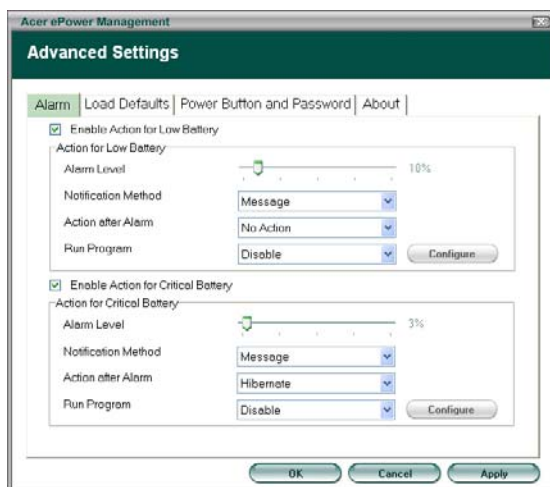 Acer ePower Management
Advanced Settings
Alarm Load Defaults Power Button and Password About
Enable Action for Low Battery
Action for Low Battery
Alarm Level 10%
Notification Method Message
Action after Alarm No Action
Run Program Disable Configure
Enable Action for Critical Battery
Action for Critical Battery
Alarm Level 3%
Notification Method Message
Action after Alarm Hibernate
Run Program Disable Configure
OK Cancel Apply